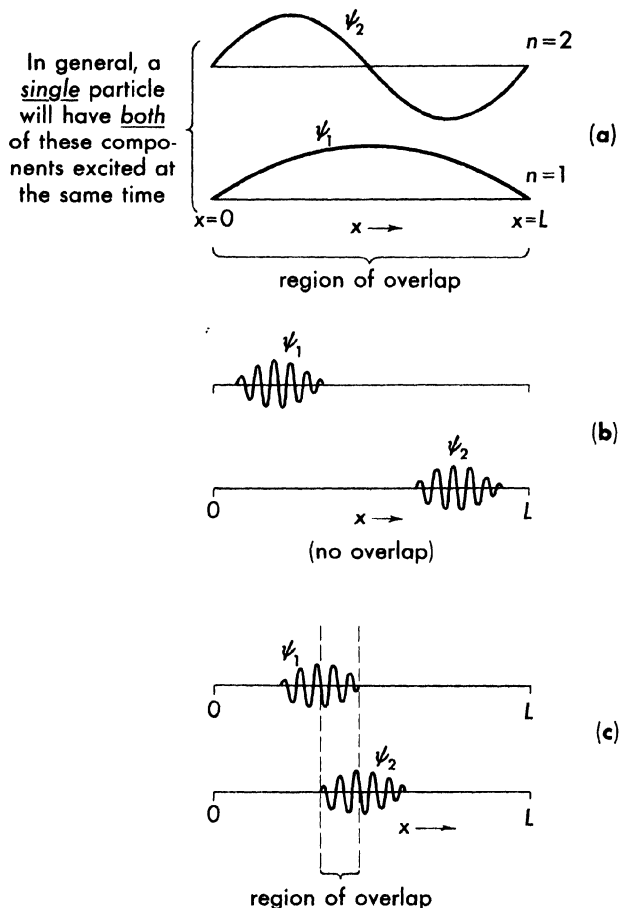 ψ₂
n=2
In general, a
single particle
will have both
of these compo-
nents excited at
the same time
(a)
ψ₁
n=1
x=0
x →
x=L
region of overlap
ψ₁
(b)
ψ₂
0
x →
L
(no overlap)
ψ₁
0
L
(c)
ψ₂
0
x →
L
region of overlap